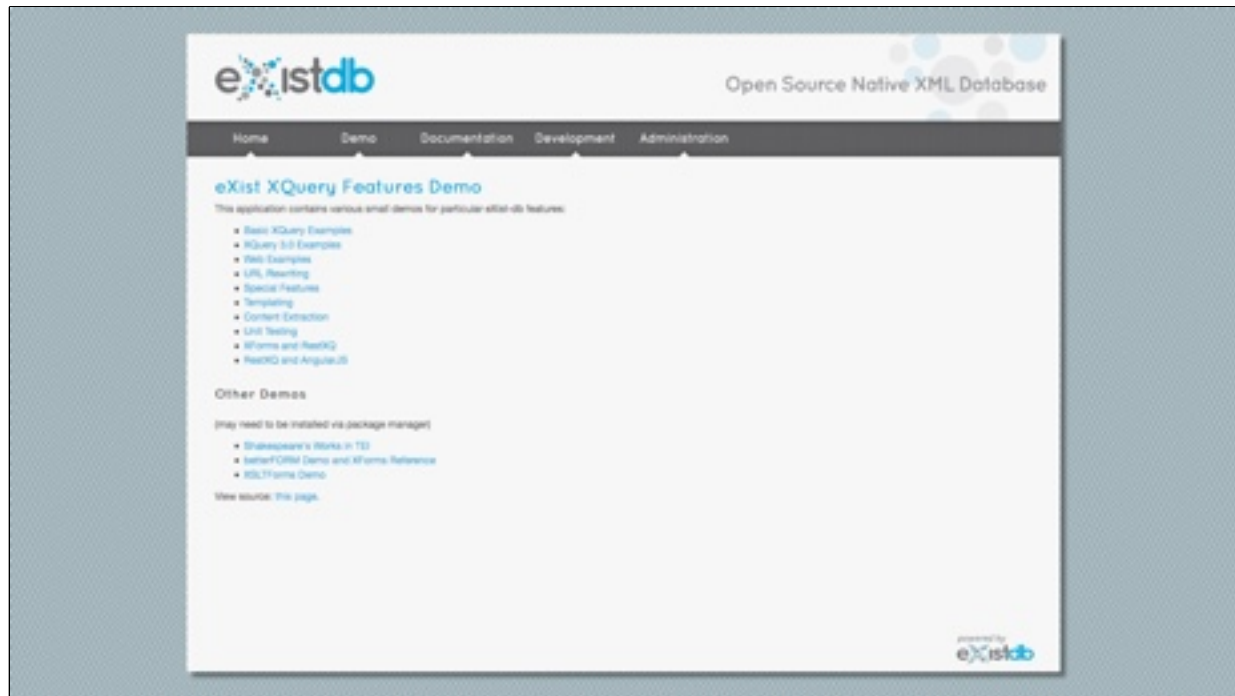 eXistdb
Open Source Native XML Database
Home Demo Documentation Development Administration
eXist XQuery Features Demo
This application contains various small demos for particular eXist-db features:
Basic XQuery Examples
XQuery 3.0 Examples
Web Examples
URL Rewriting
Special Features
Templating
Content Extraction
Unit Testing
XForms and RestXQ
RestXQ and AngularJS
Other Demos
(may need to be installed via package manager)
Shakespeare's Works in TEI
betterFORM Demo and XForms Reference
XSLTForms Demo
View source: this page.
powered by
eXistdb